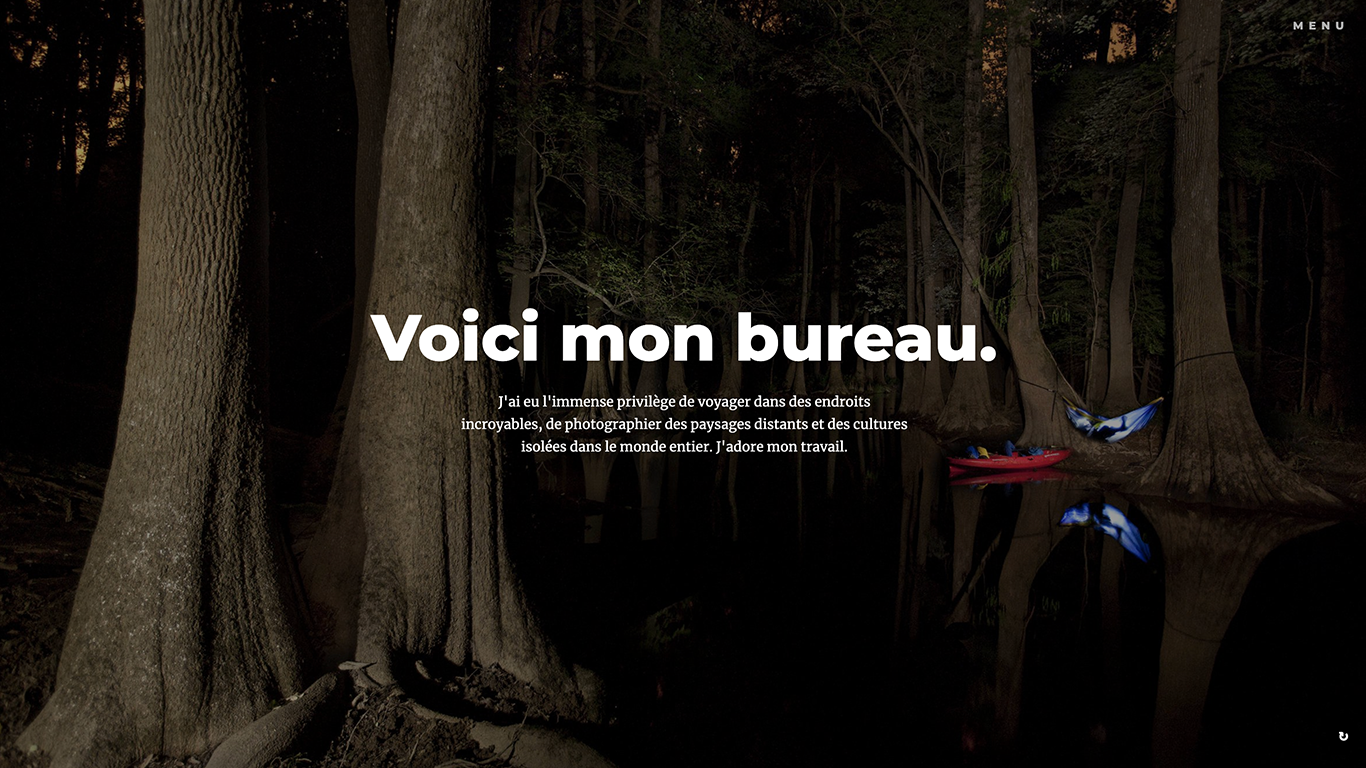 MENU
Voici mon bureau.
J'ai eu l'immense privilège de voyager dans des endroits
incroyables, de photographier des paysages distants et des cultures
isolées dans le monde entier. J'adore mon travail.